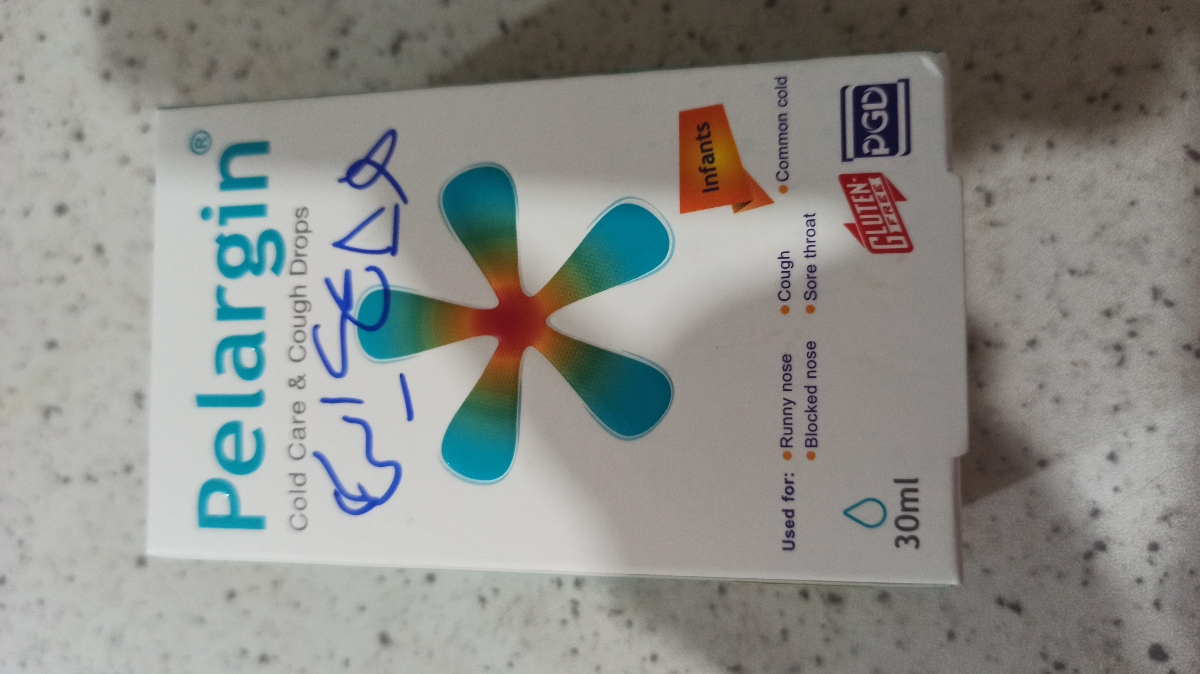 Pelargin®
Cold Care & Cough Drops
Infants
Used for: • Runny nose • Cough • Common cold
• Blocked nose • Sore throat
30ml
GLUTEN-FREE
PGD